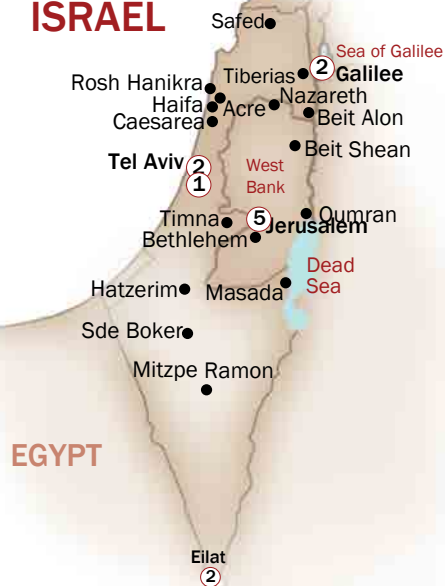 ISRAEL
Safed
Sea of Galilee
Tiberias
2
Galilee
Rosh Hanikra
Nazareth
Haifa
Acre
Beit Alon
Caesarea
Beit Shean
Tel Aviv
2
1
West
Bank
Timna
5
Qumran
Jerusalem
Bethlehem
Dead
Sea
Hatzerim
Masada
Sde Boker
Mitzpe Ramon
EGYPT
Eilat
2